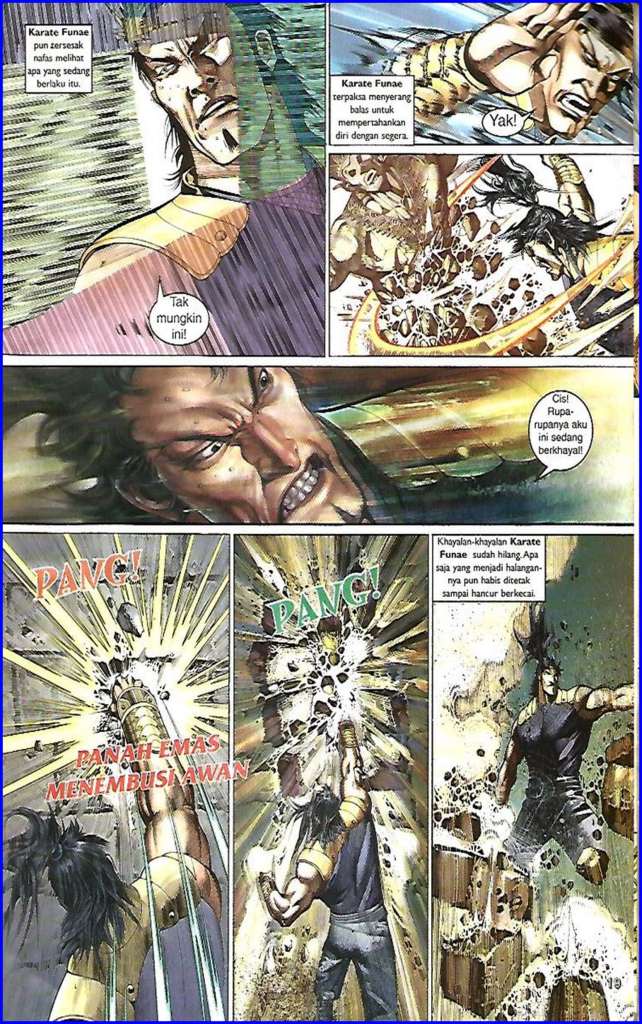 Karate Funae
pun zersesak
nafas melihat
apa yang sedang
berlaku itu.
Tak
mungkin
ini!
Karate Funae
terpaksa menyerang
balas untuk
mempertahankan
diri dengan segera.
Yak!
Cis!
Rupa-
rupanya aku
ini sedang
berkhayal!
PANG!
PANAH EMAS
MENEMBUSI AWAN
PANG!
Khayalan-khayalan Karate
Funae sudah hilang. Apa
saja yang menjadi halangan-
nya pun habis ditetak
sampai hancur berkecai.
19